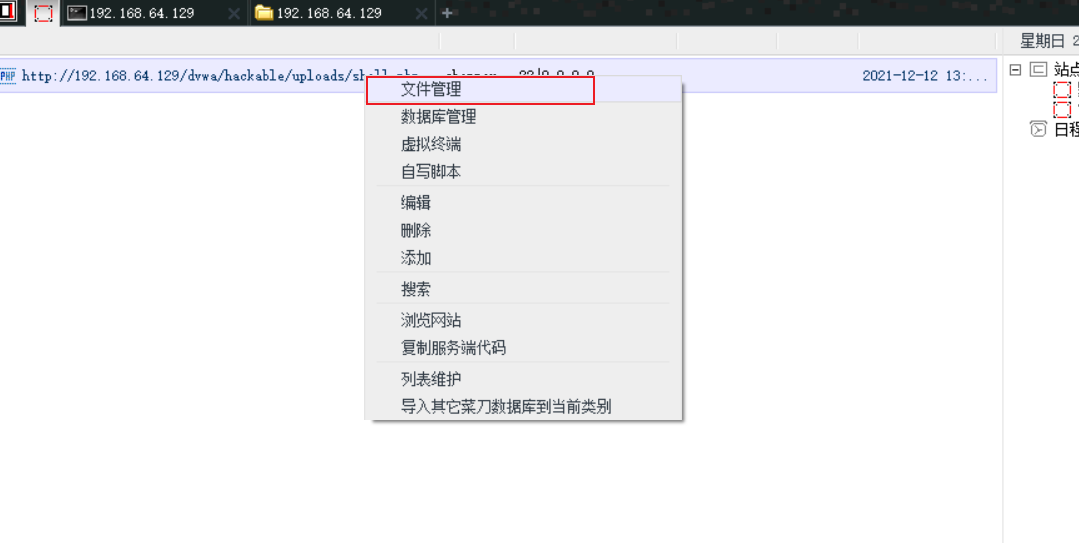 192.168.64.129
192.168.64.129
星期日 2
PHP http://192.168.64.129/dvwa/hackable/uploads/ 2021-12-12 13:...
站点
日程
文件管理
数据库管理
虚拟终端
自写脚本
编辑
删除
添加
搜索
浏览网站
复制服务端代码
列表维护
导入其它菜刀数据库到当前类别